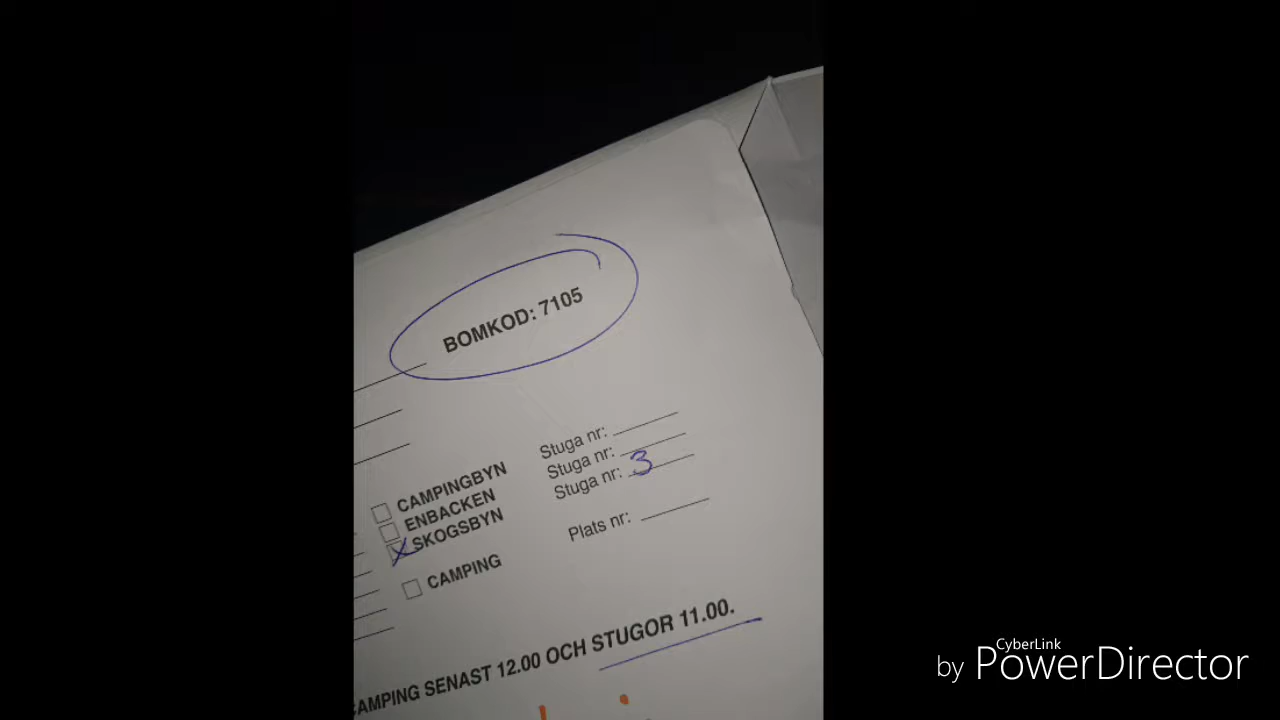 BOMKOD: 7105
Stuga nr:
Stuga nr:
Stuga nr: 3
CAMPINGBYN
ENBACKEN
SKOGSBYN
Plats nr:
CAMPING
CAMPING SENAST 12.00 OCH STUGOR 11.00.
CyberLink
by PowerDirector